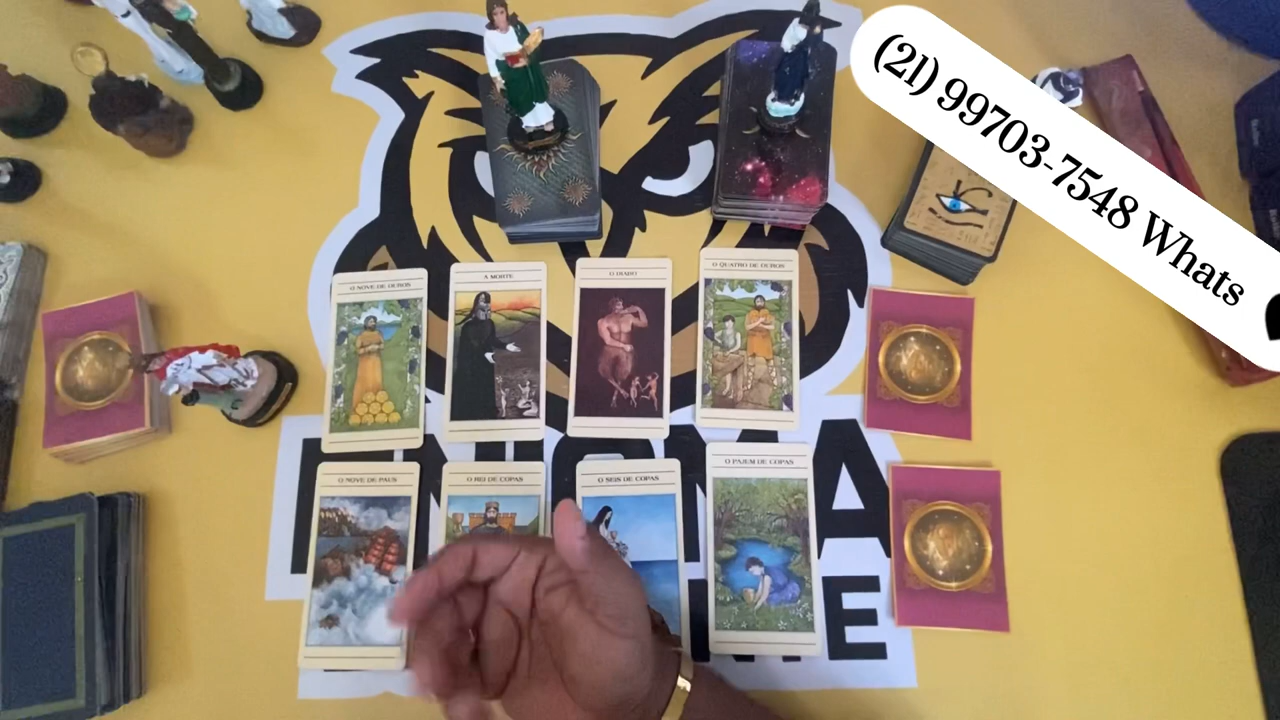 (21) 99703-7548 Whats
O NOVE DE OUROS
A MORTE
O DIABO
O QUATRO DE OUROS
O NOVE DE PAUS
O REI DE COPAS
O SEIS DE COPAS
O PAJEM DE COPAS